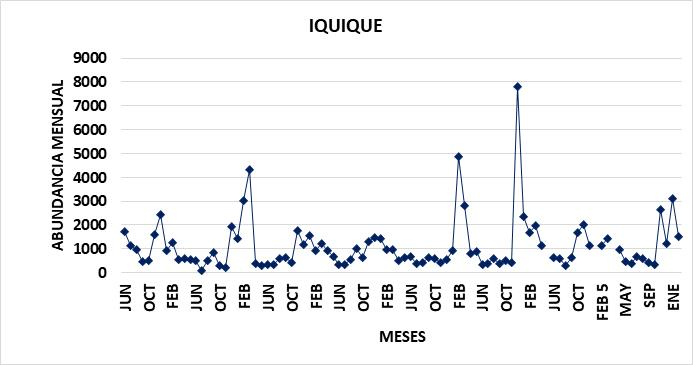 IQUIQUE
9000
8000
7000
6000
5000
4000
3000
2000
1000
0
ABUNDANCIA MENSUAL
JUN OCT FEB JUN OCT FEB JUN OCT FEB JUN OCT FEB JUN OCT FEB JUN OCT FEB JUN OCT FEB 5 MAY SEP ENE
MESES